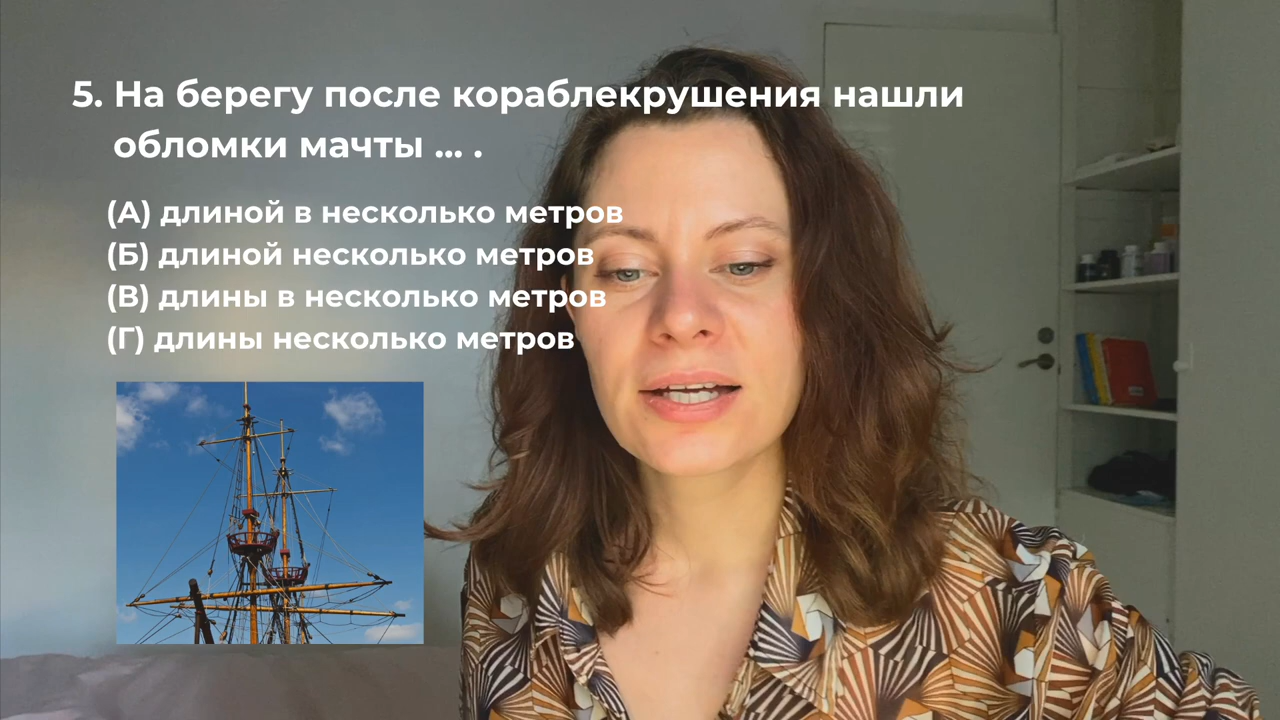 5. На берегу после кораблекрушения нашли
обломки мачты ... .
(А) длиной в несколько метров
(Б) длиной несколько метров
(В) длины в несколько метров
(Г) длины несколько метров